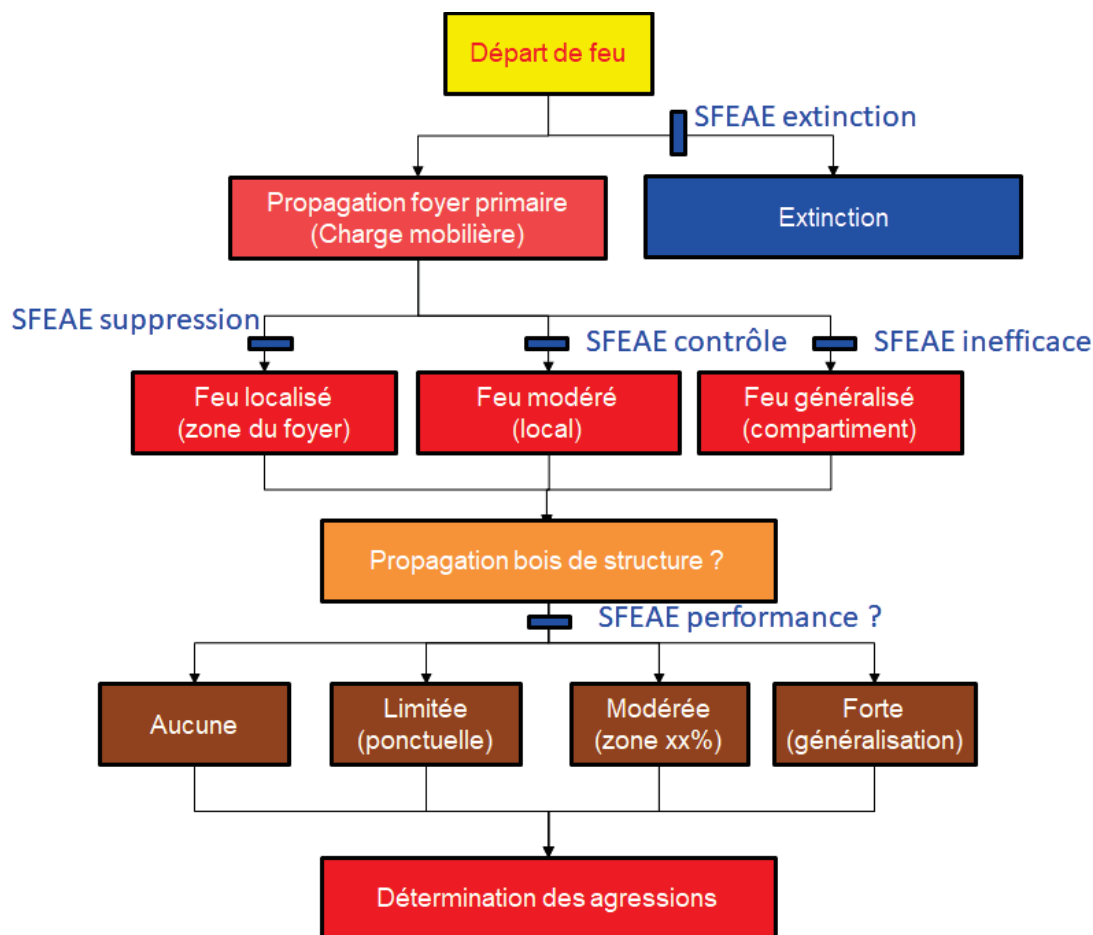 Départ de feu
SFEAE extinction
Propagation foyer primaire
(Charge mobilière)
Extinction
SFEAE suppression
SFEAE contrôle
SFEAE inefficace
Feu localisé
(zone du foyer)
Feu modéré
(local)
Feu généralisé
(compartiment)
Propagation bois de structure ?
SFEAE performance ?
Aucune
Limitée
(ponctuelle)
Modérée
(zone xx%)
Forte
(généralisation)
Détermination des agressions